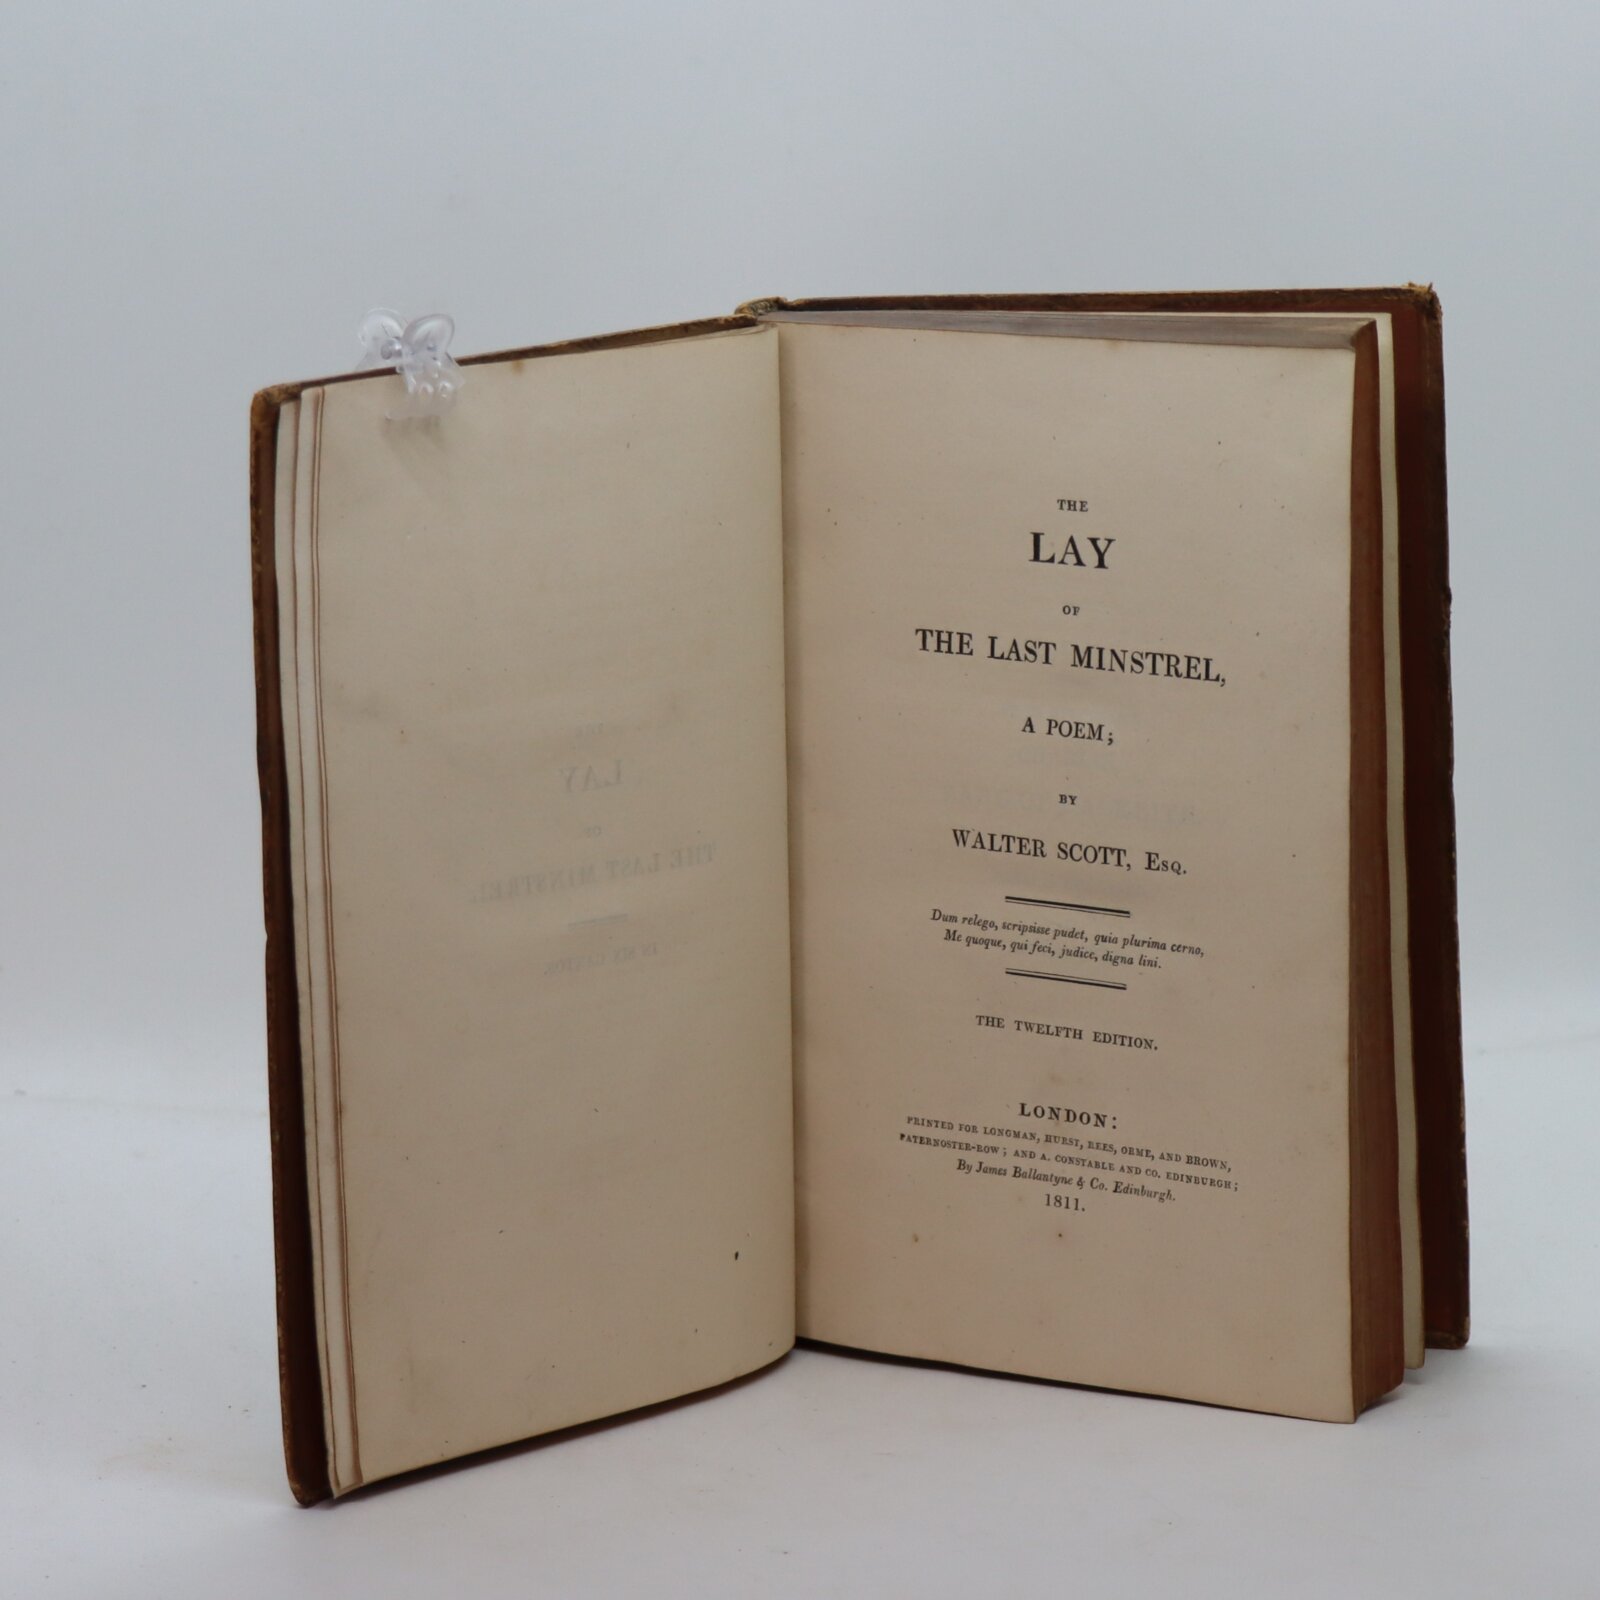 THE
LAY
OF
THE LAST MINSTREL,
A POEM;
BY
WALTER SCOTT, ESQ.
Dum relego, scripsisse pudet, quia plurima cerno,
Me quoque, qui feci, judice, digna lini.
THE TWELFTH EDITION.
LONDON:
PRINTED FOR LONGMAN, HURST, REES, ORME, AND BROWN,
PATERNOSTER-ROW; AND A. CONSTABLE AND CO. EDINBURGH;
By James Ballantyne & Co. Edinburgh.
1811.